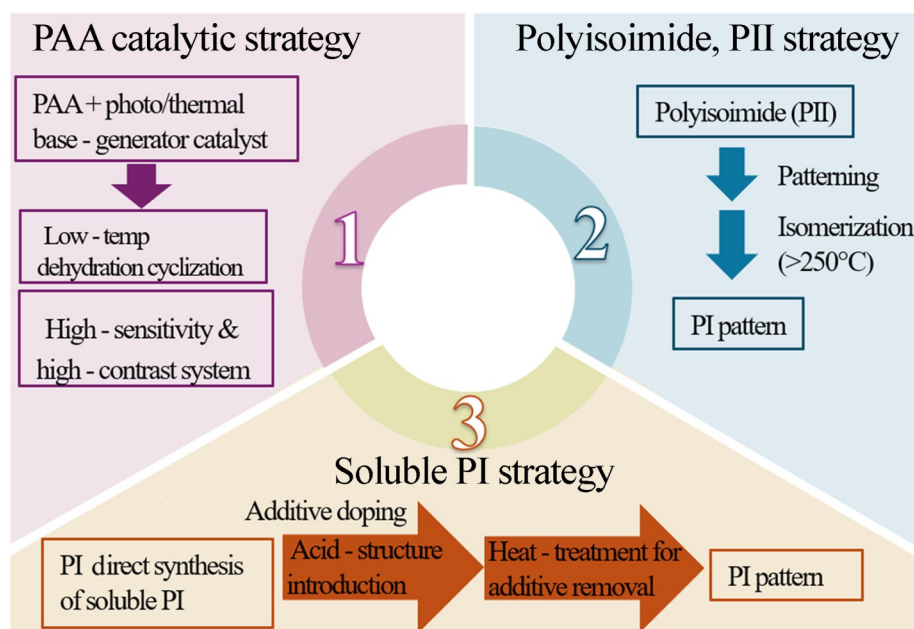 PAA catalytic strategy
PAA + photo/thermal
base - generator catalyst
Low - temp
dehydration cyclization
High - sensitivity &
high - contrast system
1
Polyisoimide, PII strategy
Polyisoimide (PII)
Patterning
Isomerization
(>250°C)
PI pattern
2
3
Soluble PI strategy
PI direct synthesis
of soluble PI
Additive doping
Acid - structure
introduction
Heat - treatment for
additive removal
PI pattern